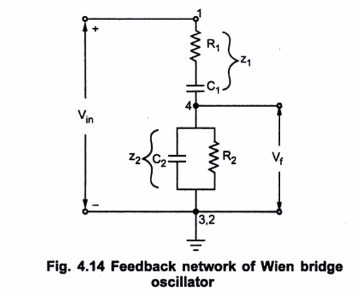 1
+
R1
z1
C1
4
Vin
z2
C2
R2
Vf
–
3,2
Fig. 4.14 Feedback network of Wien bridge
oscillator